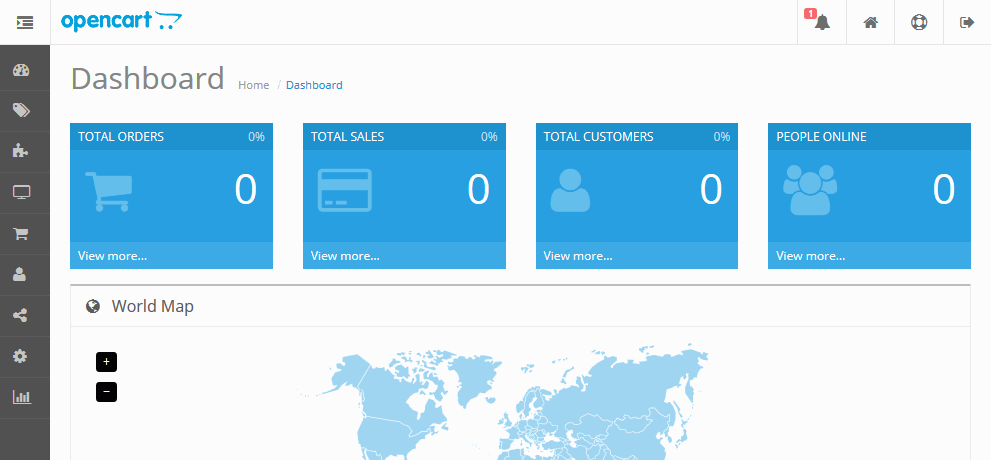 opencart
1
Dashboard Home / Dashboard
TOTAL ORDERS 0%
0
View more...
TOTAL SALES 0%
0
View more...
TOTAL CUSTOMERS 0%
0
View more...
PEOPLE ONLINE
0
View more...
World Map
+
−